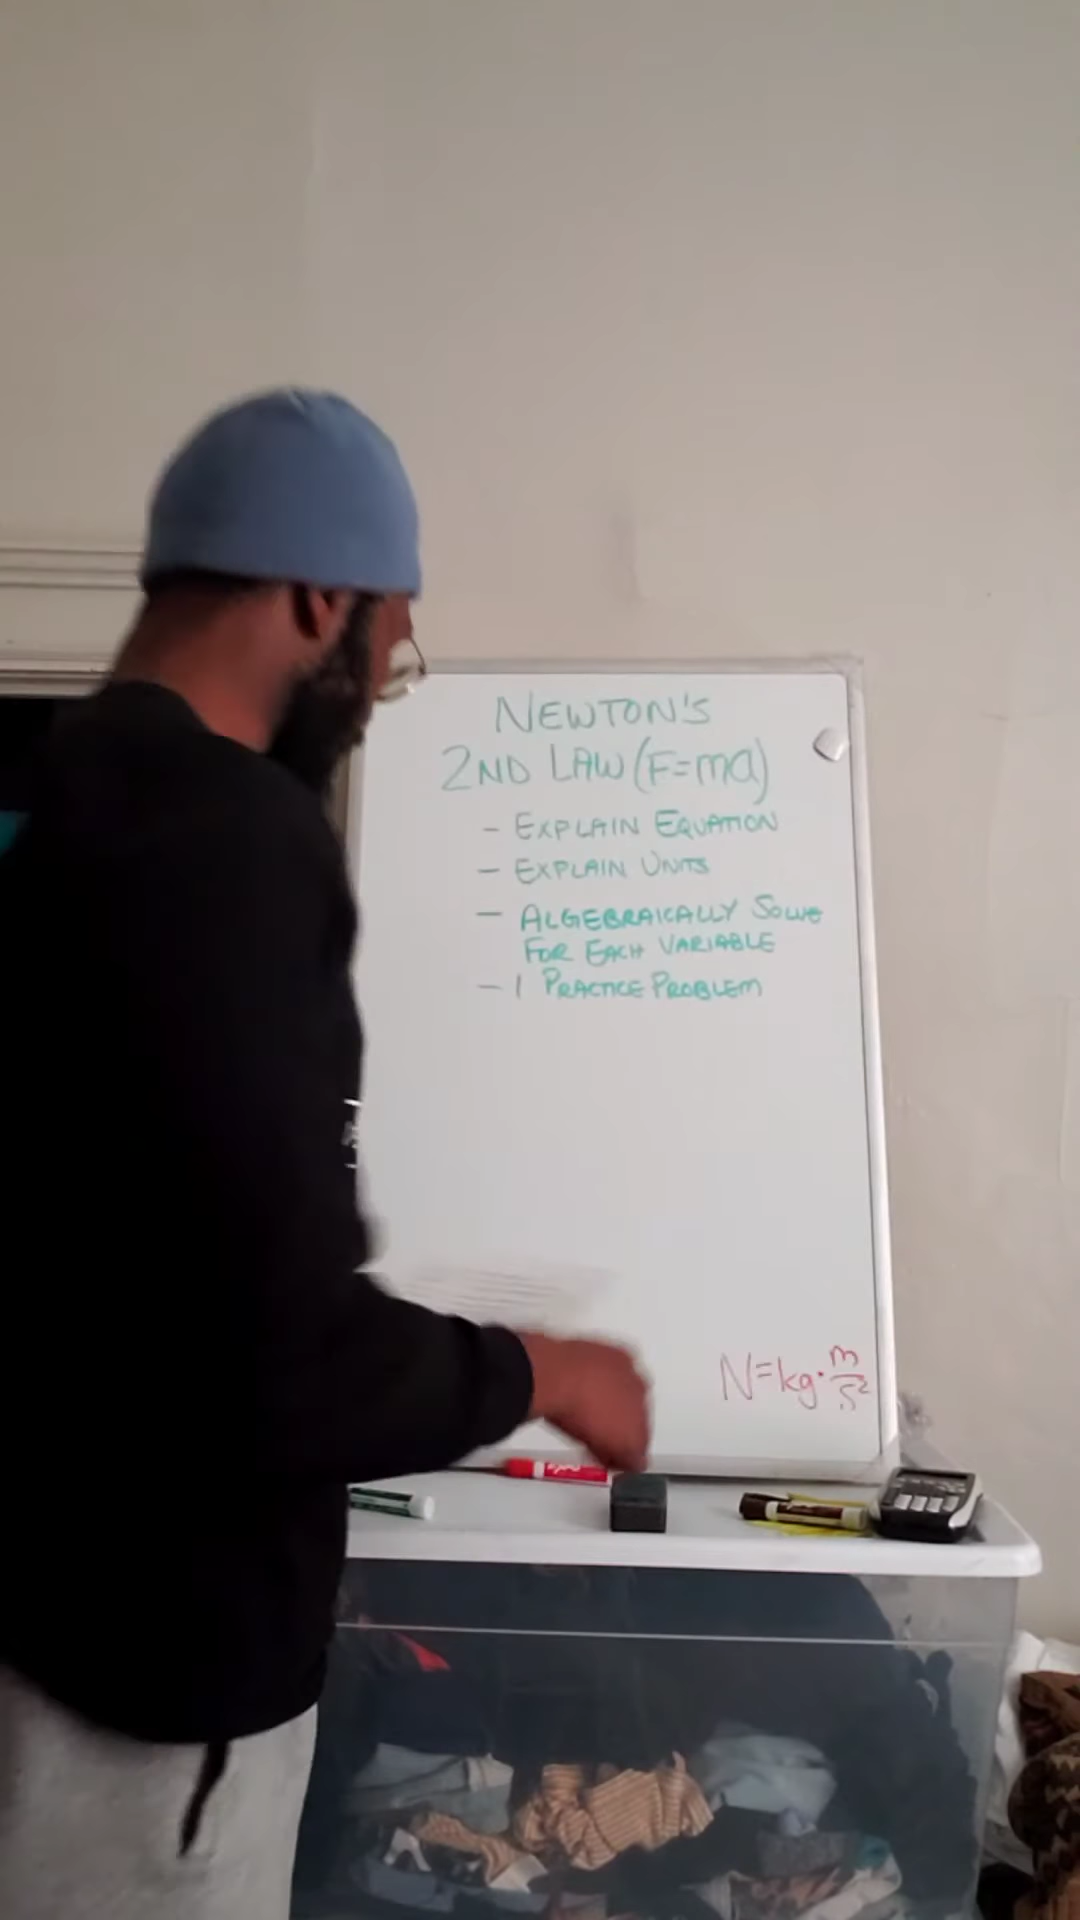 NEWTON'S
2ND LAW (F=ma)
- EXPLAIN EQUATION
- EXPLAIN UNITS
- ALGEBRAICALLY SOLVE
FOR EACH VARIABLE
- 1 PRACTICE PROBLEM
N=kg·m/s²